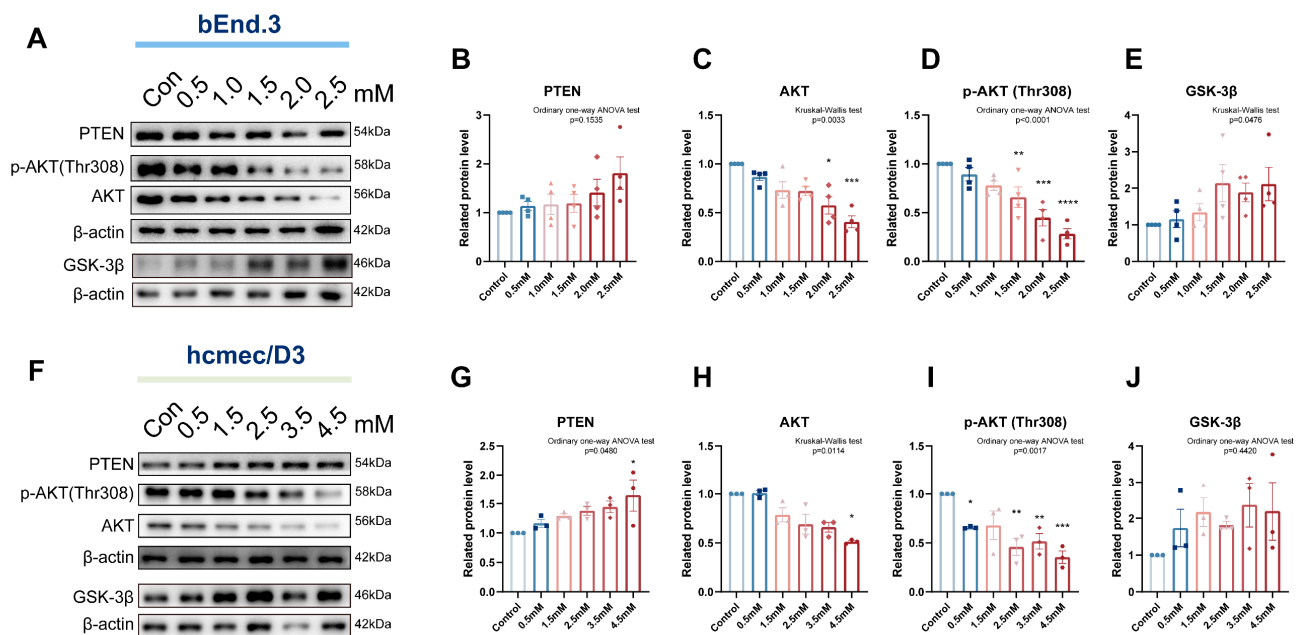 A
bEnd.3
Con 0.5 1.0 1.5 2.0 2.5 mM
PTEN 54kDa
p-AKT(Thr308) 58kDa
AKT 56kDa
β-actin 42kDa
GSK-3β 46kDa
β-actin 42kDa
B
PTEN
Ordinary one-way ANOVA test
p=0.1535
Related protein level
3
2
1
0
Control 0.5mM 1.0mM 1.5mM 2.0mM 2.5mM
C
AKT
Kruskal-Wallis test
p=0.0033
Related protein level
1.5
1.0
0.5
0.0
* ***
Control 0.5mM 1.0mM 1.5mM 2.0mM 2.5mM
D
p-AKT (Thr308)
Ordinary one-way ANOVA test
p<0.0001
Related protein level
1.5
1.0
0.5
0.0
** *** ****
Control 0.5mM 1.0mM 1.5mM 2.0mM 2.5mM
E
GSK-3β
Kruskal-Wallis test
p=0.0476
Related protein level
4
3
2
1
0
Control 0.5mM 1.0mM 1.5mM 2.0mM 2.5mM
F
hcmec/D3
Con 0.5 1.5 2.5 3.5 4.5 mM
PTEN 54kDa
p-AKT(Thr308) 58kDa
AKT 56kDa
β-actin 42kDa
GSK-3β 46kDa
β-actin 42kDa
G
PTEN
Ordinary one-way ANOVA test
p=0.0480
Related protein level
2.5
2.0
1.5
1.0
0.5
0.0
*
Control 0.5mM 1.5mM 2.5mM 3.5mM 4.5mM
H
AKT
Kruskal-Wallis test
p=0.0114
Related protein level
1.5
1.0
0.5
0.0
*
Control 0.5mM 1.5mM 2.5mM 3.5mM 4.5mM
I
p-AKT (Thr308)
Ordinary one-way ANOVA test
p=0.0017
Related protein level
1.5
1.0
0.5
0.0
* ** ** ***
Control 0.5mM 1.5mM 2.5mM 3.5mM 4.5mM
J
GSK-3β
Ordinary one-way ANOVA test
p=0.4420
Related protein level
4
3
2
1
0
Control 0.5mM 1.5mM 2.5mM 3.5mM 4.5mM